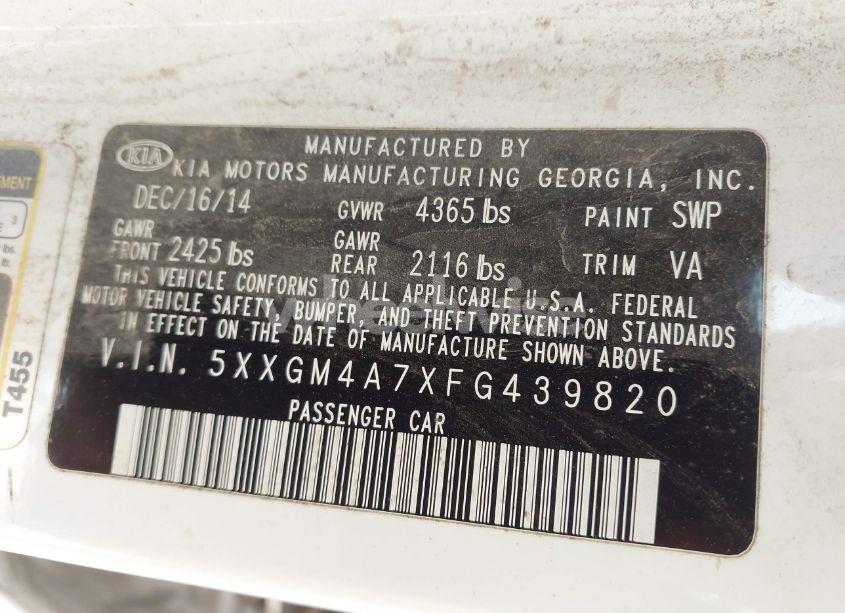 KIA
MANUFACTURED BY
KIA MOTORS MANUFACTURING GEORGIA, INC.
DEC/16/14 GVWR 4365 lbs PAINT SWP
GAWR FRONT 2425 lbs GAWR REAR 2116 lbs TRIM VA
THIS VEHICLE CONFORMS TO ALL APPLICABLE U.S.A. FEDERAL
MOTOR VEHICLE SAFETY, BUMPER, AND THEFT PREVENTION STANDARDS
IN EFFECT ON THE DATE OF MANUFACTURE SHOWN ABOVE.
V.I.N. 5XXGM4A7XFG439820
PASSENGER CAR
3
lbs.
T455